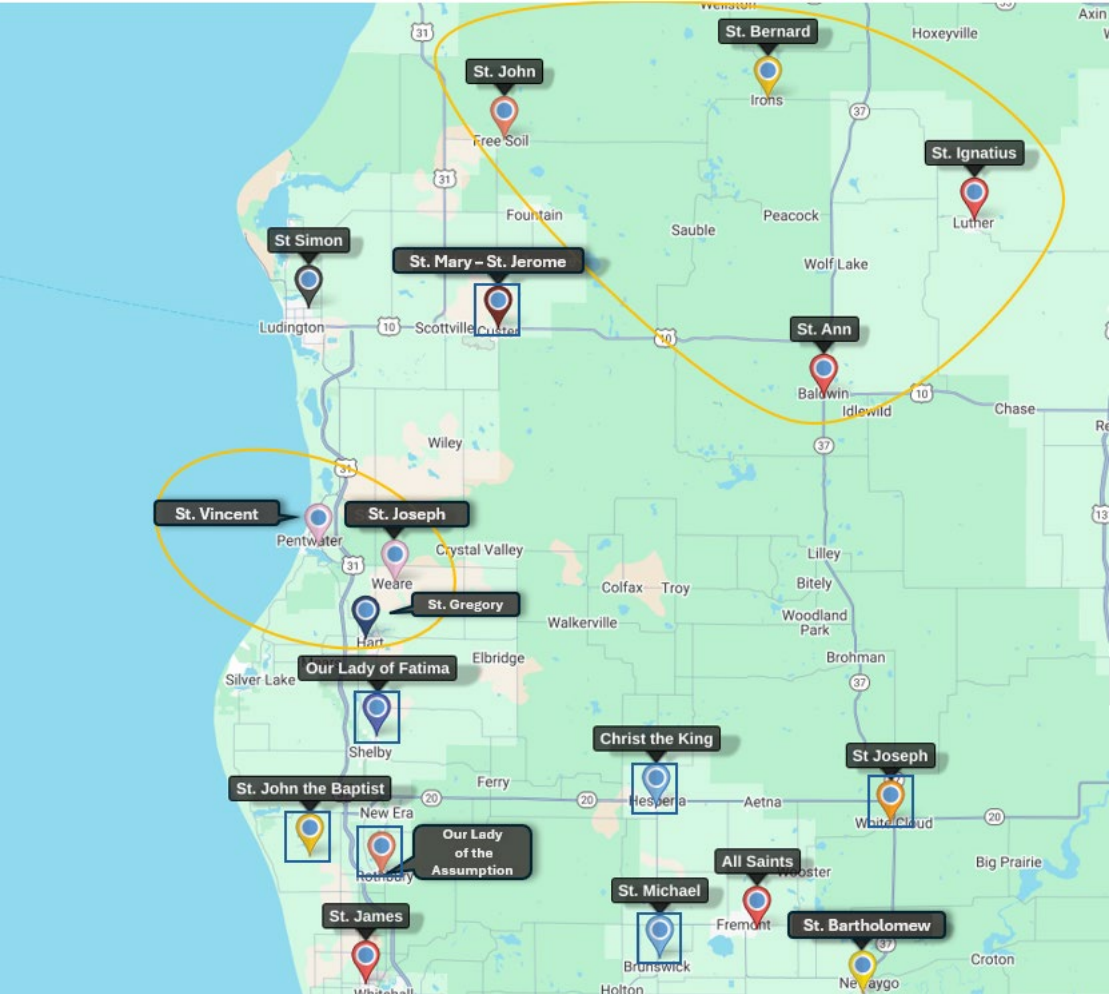 Wellston
Axin
31
St. Bernard
Hoxeyville
St. John
Irons
37
Free Soil
St. Ignatius
31
Luther
Fountain
Peacock
Sauble
St Simon
St. Mary – St. Jerome
Wolf Lake
Ludington
10
Scottville
Custer
10
St. Ann
Baldwin
10
Idlewild
Chase
37
Wiley
31
St. Vincent
St. Joseph
13
Pentwater
Crystal Valley
31
Weare
Lilley
Colfax
Troy
Bitely
St. Gregory
Walkerville
Woodland
Park
Hart
Our Lady of Fatima
Elbridge
Brohman
Silver Lake
37
Shelby
Christ the King
St Joseph
St. John the Baptist
Ferry
20
20
Hesperia
Aetna
New Era
White Cloud
20
Our Lady
of the
Assumption
Rothbury
All Saints
Big Prairie
St. Michael
St. James
Fremont
St. Bartholomew
37
Brunswick
Croton
Newaygo
Holton
Whitehall